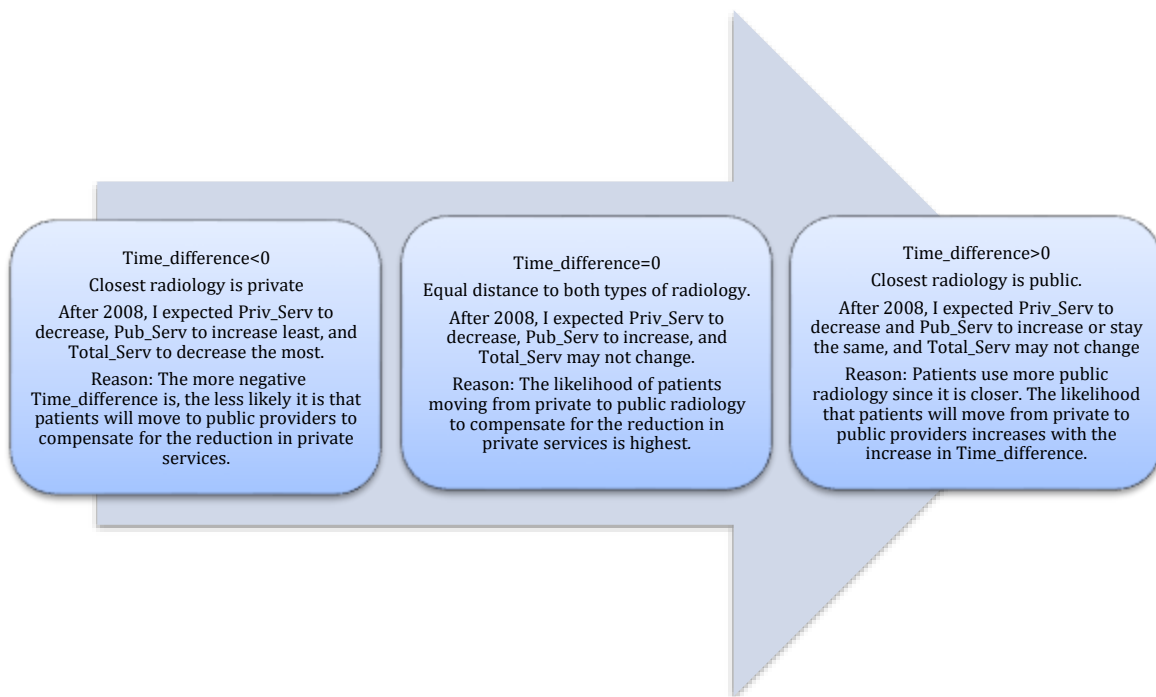 Time_difference<0
Closest radiology is private
After 2008, I expected Priv_Serv to
decrease, Pub_Serv to increase least, and
Total_Serv to decrease the most.
Reason: The more negative
Time_difference is, the less likely it is that
patients will move to public providers to
compensate for the reduction in private
services.
Time_difference=0
Equal distance to both types of radiology.
After 2008, I expected Priv_Serv to
decrease, Pub_Serv to increase, and
Total_Serv may not change.
Reason: The likelihood of patients
moving from private to public radiology
to compensate for the reduction in
private services is highest.
Time_difference>0
Closest radiology is public.
After 2008, I expected Priv_Serv to
decrease and Pub_Serv to increase or stay
the same, and Total_Serv may not change
Reason: Patients use more public
radiology since it is closer. The likelihood
that patients will move from private to
public providers increases with the
increase in Time_difference.